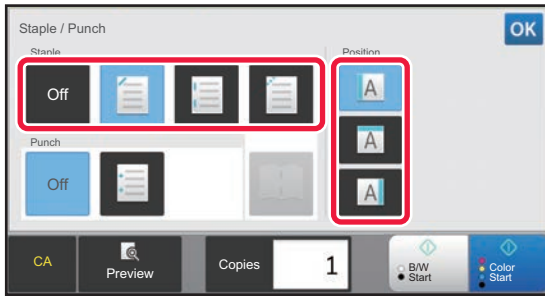 Staple / Punch
OK
Staple
Position
Off
A
A
A
Punch
Off
CA
Preview
Copies
1
B/W
Start
Color
Start